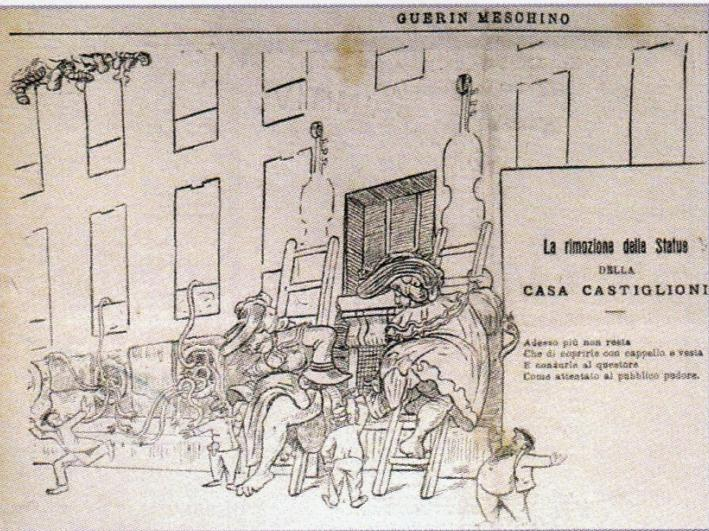 GUERIN MESCHINO
La rimozione delle Statue
DELLA
CASA CASTIGLIONI
Adesso più non resta
Che di coprirle con cappello e vesta
E condurle al questore
Come attentato al pubblico pudore.